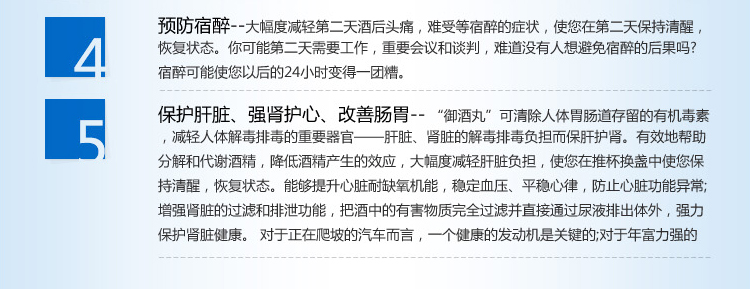 4
预防宿醉--大幅度减轻第二天酒后头痛，难受等宿醉的症状，使您在第二天保持清醒，
恢复状态。你可能第二天需要工作，重要会议和谈判，难道没有人想避免宿醉的后果吗?
宿醉可能使您以后的24小时变得一团糟。
5
保护肝脏、强肾护心、改善肠胃-- “御酒丸”可清除人体胃肠道存留的有机毒素
，减轻人体解毒排毒的重要器官——肝脏、肾脏的解毒排毒负担而保肝护肾。有效地帮助
分解和代谢酒精，降低酒精产生的效应，大幅度减轻肝脏负担，使您在推杯换盏中使您保
持清醒，恢复状态。能够提升心脏耐缺氧机能，稳定血压、平稳心律，防止心脏功能异常;
增强肾脏的过滤和排泄功能，把酒中的有害物质完全过滤并直接通过尿液排出体外，强力
保护肾脏健康。 对于正在爬坡的汽车而言，一个健康的发动机是关键的;对于年富力强的